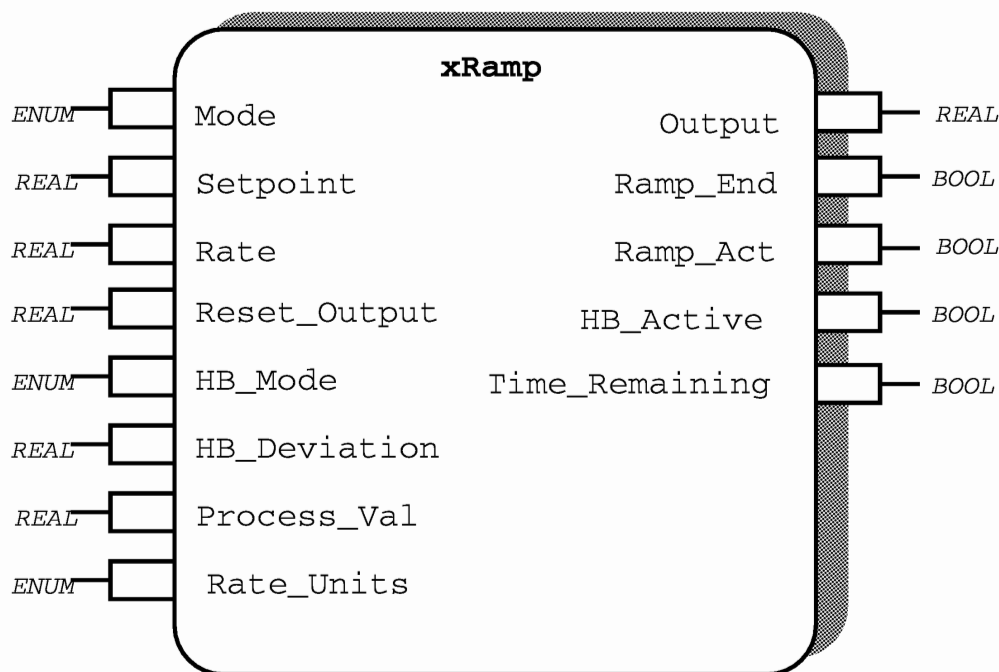 xRamp
ENUM Mode Output REAL
REAL Setpoint Ramp_End BOOL
REAL Rate Ramp_Act BOOL
REAL Reset_Output HB_Active BOOL
ENUM HB_Mode Time_Remaining BOOL
REAL HB_Deviation
REAL Process_Val
ENUM Rate_Units